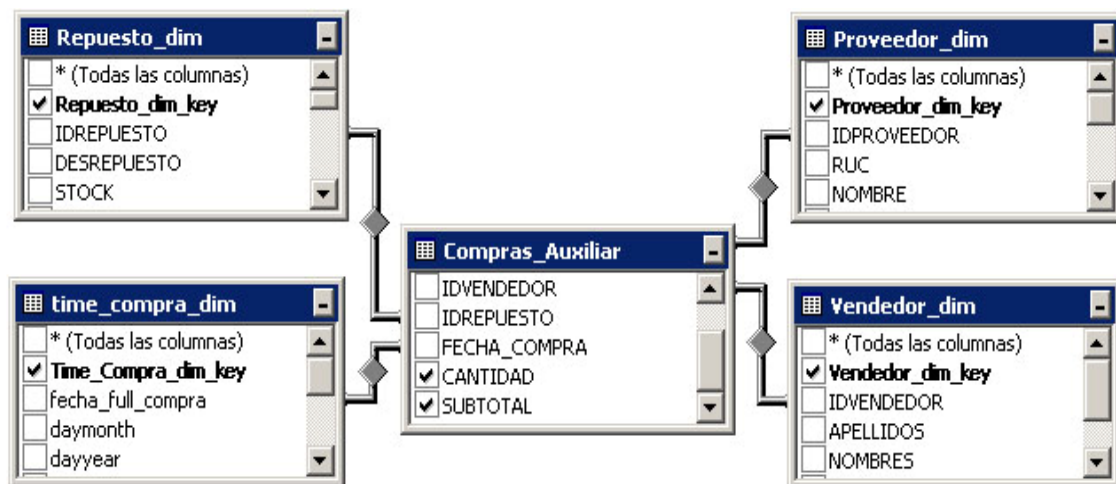 Repuesto_dim
* (Todas las columnas)
Repuesto_dim_key
IDREPUESTO
DESREPUESTO
STOCK
Proveedor_dim
* (Todas las columnas)
Proveedor_dim_key
IDPROVEEDOR
RUC
NOMBRE
Compras_Auxiliar
IDVENDEDOR
IDREPUESTO
FECHA_COMPRA
CANTIDAD
SUBTOTAL
time_compra_dim
* (Todas las columnas)
Time_Compra_dim_key
fecha_full_compra
daymonth
dayyear
Vendedor_dim
* (Todas las columnas)
Vendedor_dim_key
IDVENDEDOR
APELLIDOS
NOMBRES